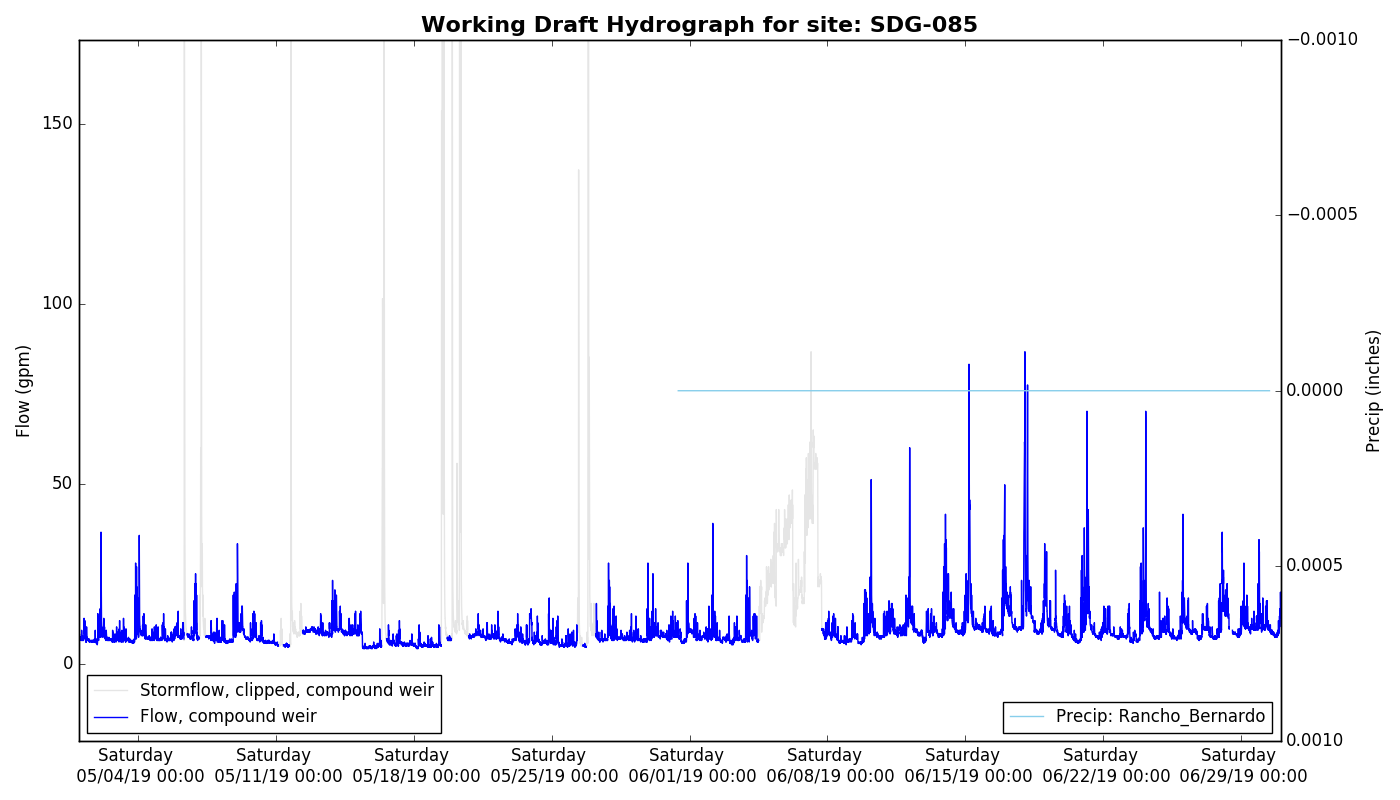 Working Draft Hydrograph for site: SDG-085
Flow (gpm)
150
100
50
0
−0.0010
−0.0005
0.0000
0.0005
0.0010
Precip (inches)
Stormflow, clipped, compound weir
Flow, compound weir
Precip: Rancho_Bernardo
Saturday
05/04/19 00:00
Saturday
05/11/19 00:00
Saturday
05/18/19 00:00
Saturday
05/25/19 00:00
Saturday
06/01/19 00:00
Saturday
06/08/19 00:00
Saturday
06/15/19 00:00
Saturday
06/22/19 00:00
Saturday
06/29/19 00:00